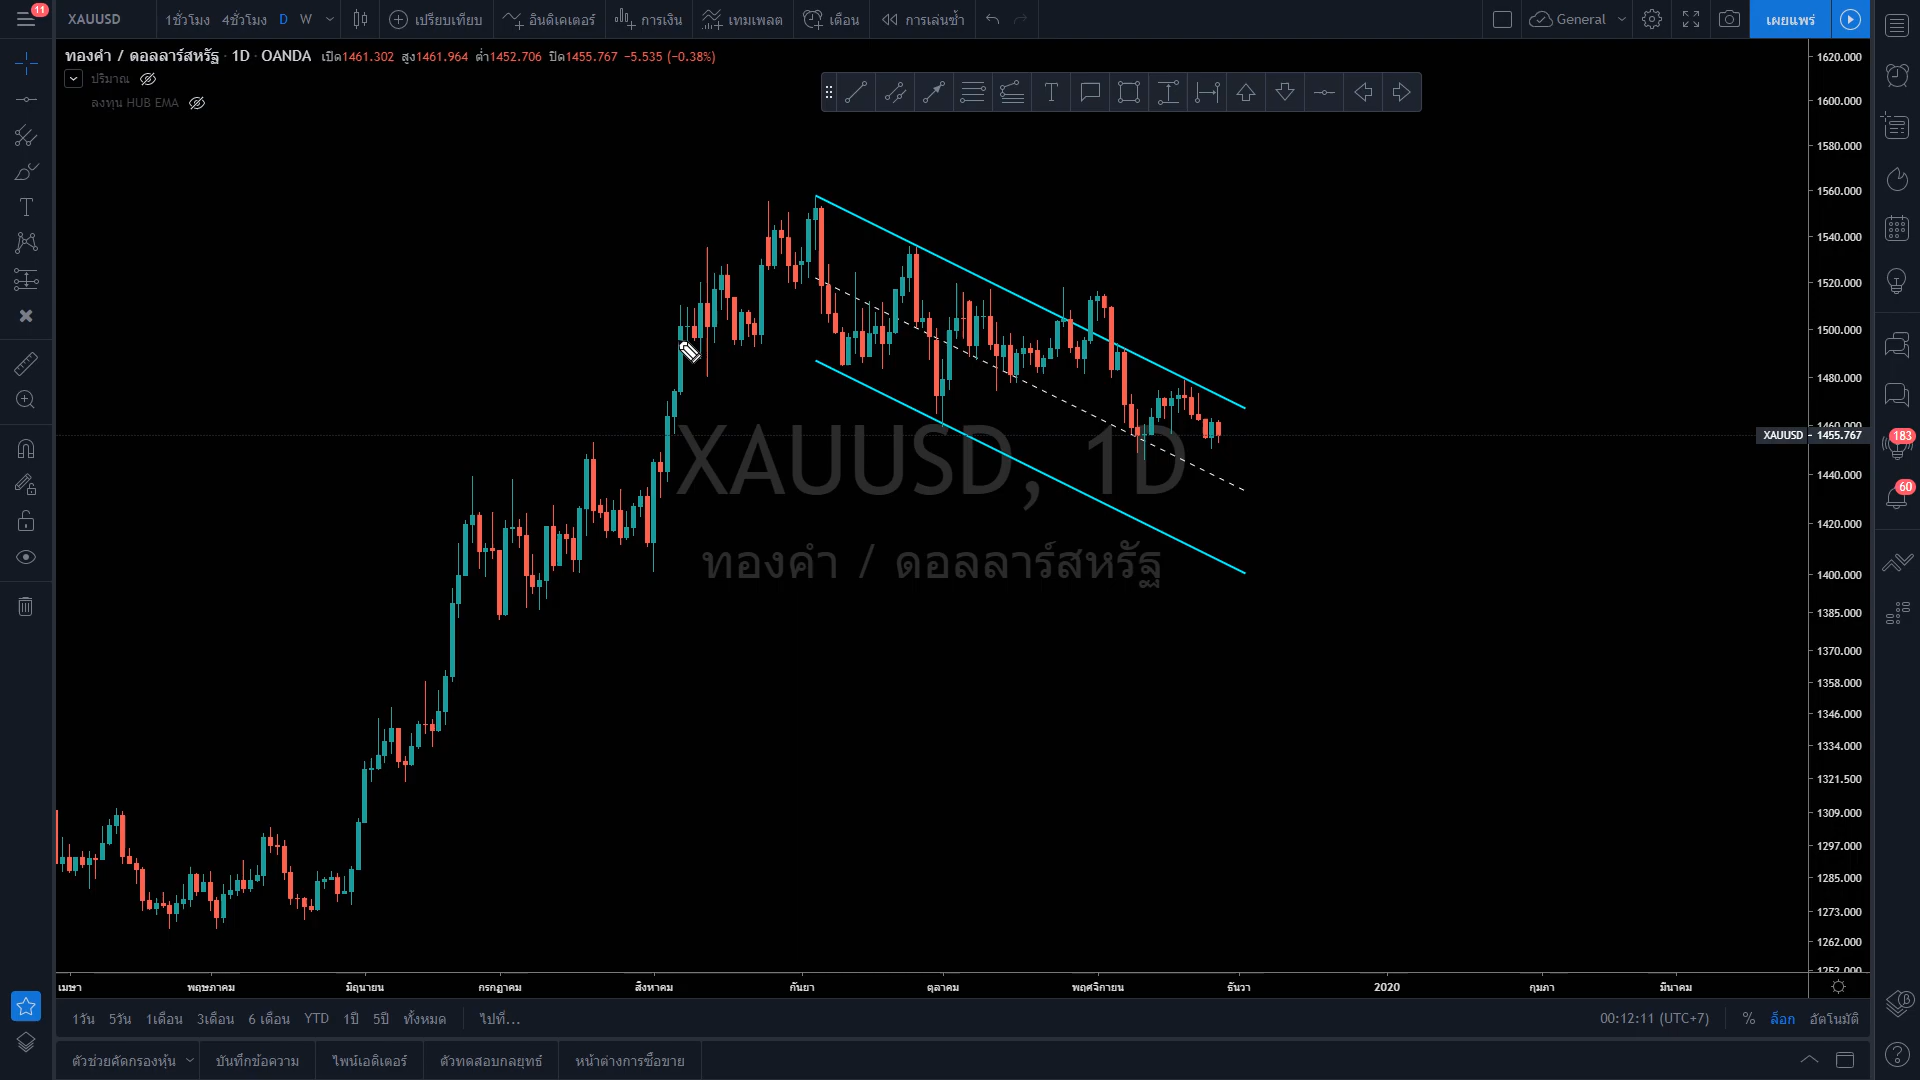 11
XAUUSD
1ชั่วโมง 4ชั่วโมง D W
เปรียบเทียบ
อินดิเคเตอร์
การเงิน
เทมเพลต
เตือน
การเล่นซ้ำ
General
เผยแพร่
ทองคำ / ดอลลาร์สหรัฐ · 1D · OANDA เปิด1461.302 สูง1461.964 ต่ำ1452.706 ปิด1455.767 −5.535 (−0.38%)
ปริมาณ
ลงทุน HUB EMA
XAUUSD, 1D
ทองคำ / ดอลลาร์สหรัฐ
1620.000
1600.000
1580.000
1560.000
1540.000
1520.000
1500.000
1480.000
1460.000
XAUUSD 1455.767
1440.000
1420.000
1400.000
1385.000
1370.000
1358.000
1346.000
1334.000
1321.500
1309.000
1297.000
1285.000
1273.000
1262.000
1252.000
183
60
เมษา พฤษภาคม มิถุนายน กรกฎาคม สิงหาคม กันยา ตุลาคม พฤศจิกายน ธันวา 2020 กุมภา มีนาคม
1วัน 5วัน 1เดือน 3เดือน 6 เดือน YTD 1ปี 5ปี ทั้งหมด ไปที่...
00:12:11 (UTC+7) % ล็อก อัตโนมัติ
ตัวช่วยคัดกรองหุ้น บันทึกข้อความ ไพน์เอดิเตอร์ ตัวทดสอบกลยุทธ์ หน้าต่างการซื้อขาย